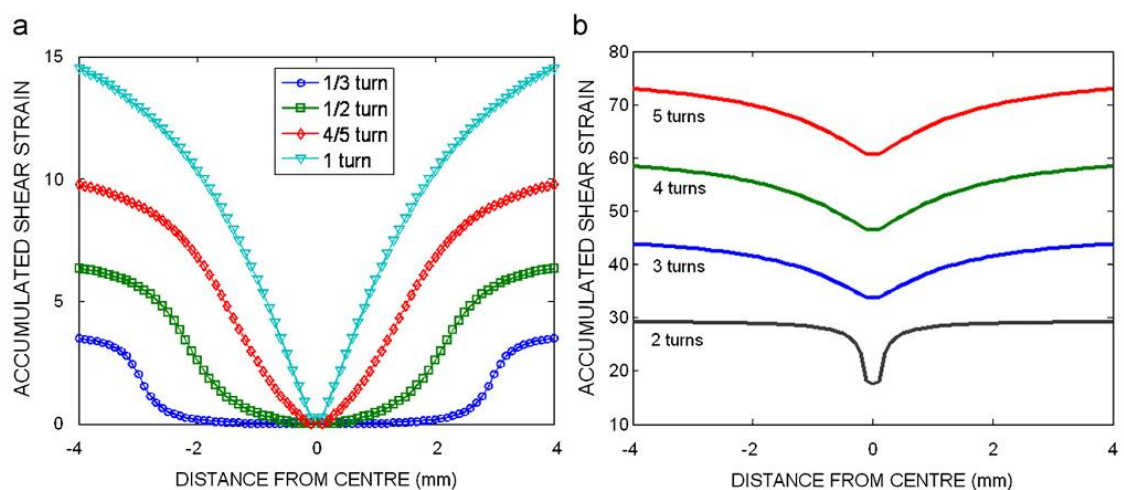 a
ACCUMULATED SHEAR STRAIN
15
10
5
0
1/3 turn
1/2 turn
4/5 turn
1 turn
-4 -2 0 2 4
DISTANCE FROM CENTRE (mm)
b
ACCUMULATED SHEAR STRAIN
80
70
60
50
40
30
20
10
5 turns
4 turns
3 turns
2 turns
-4 -2 0 2 4
DISTANCE FROM CENTRE (mm)